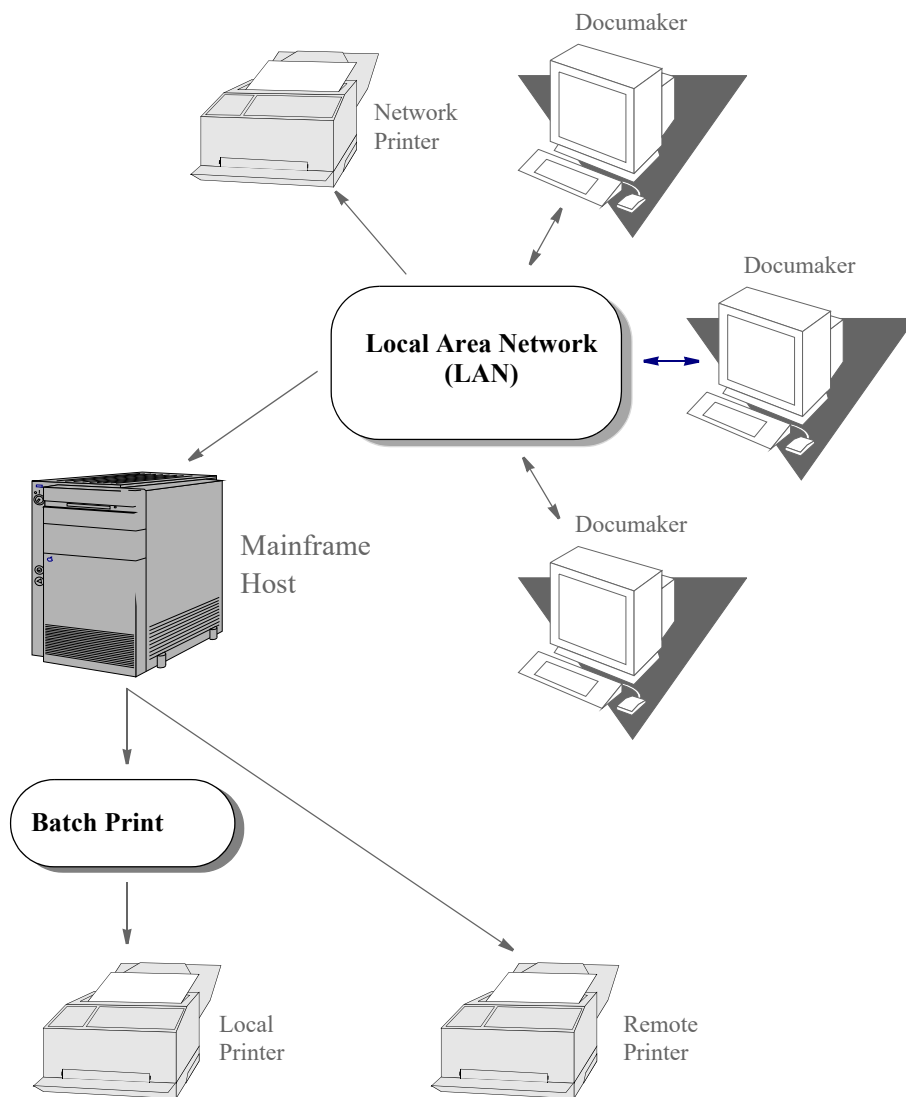 Documaker
Network
Printer
Documaker
Local Area Network
(LAN)
Documaker
Mainframe
Host
Batch Print
Local
Printer
Remote
Printer